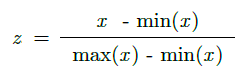 z = x - min(x) / max(x) - min(x)